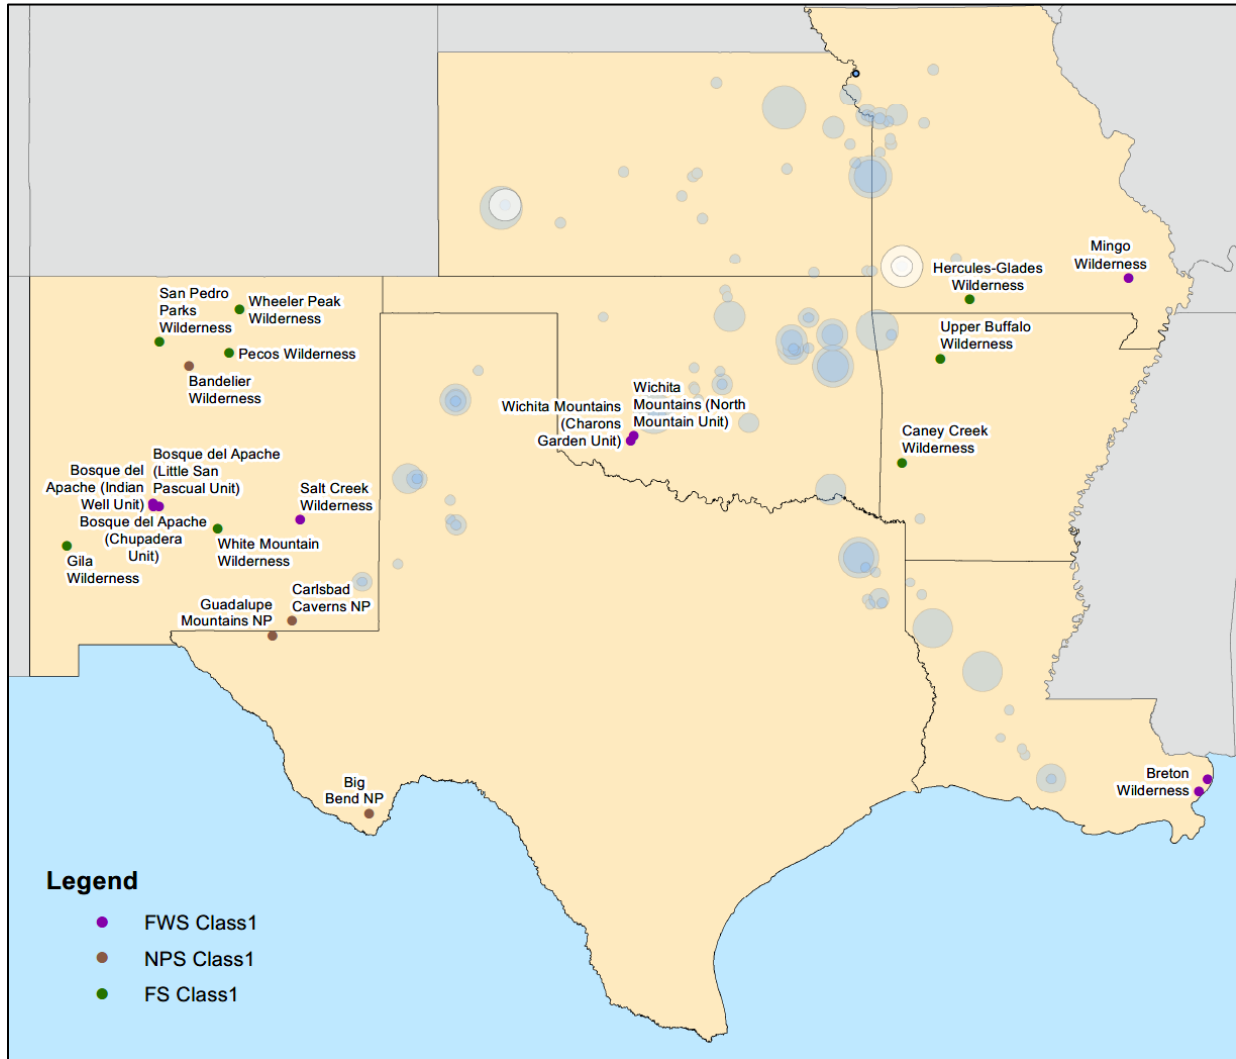 San Pedro
Parks
Wilderness
Wheeler Peak
Wilderness
Pecos Wilderness
Bandelier
Wilderness
Hercules-Glades
Wilderness
Mingo
Wilderness
Upper Buffalo
Wilderness
Wichita Mountains
(Charons
Garden Unit)
Wichita
Mountains (North
Mountain Unit)
Caney Creek
Wilderness
Bosque del
Apache (Indian
Well Unit)
Bosque del Apache
(Little San
Pascual Unit)
Bosque del Apache
(Chupadera
Unit)
Salt Creek
Wilderness
White Mountain
Wilderness
Gila
Wilderness
Guadalupe
Mountains NP
Carlsbad
Caverns NP
Big
Bend NP
Breton
Wilderness
Legend
FWS Class1
NPS Class1
FS Class1